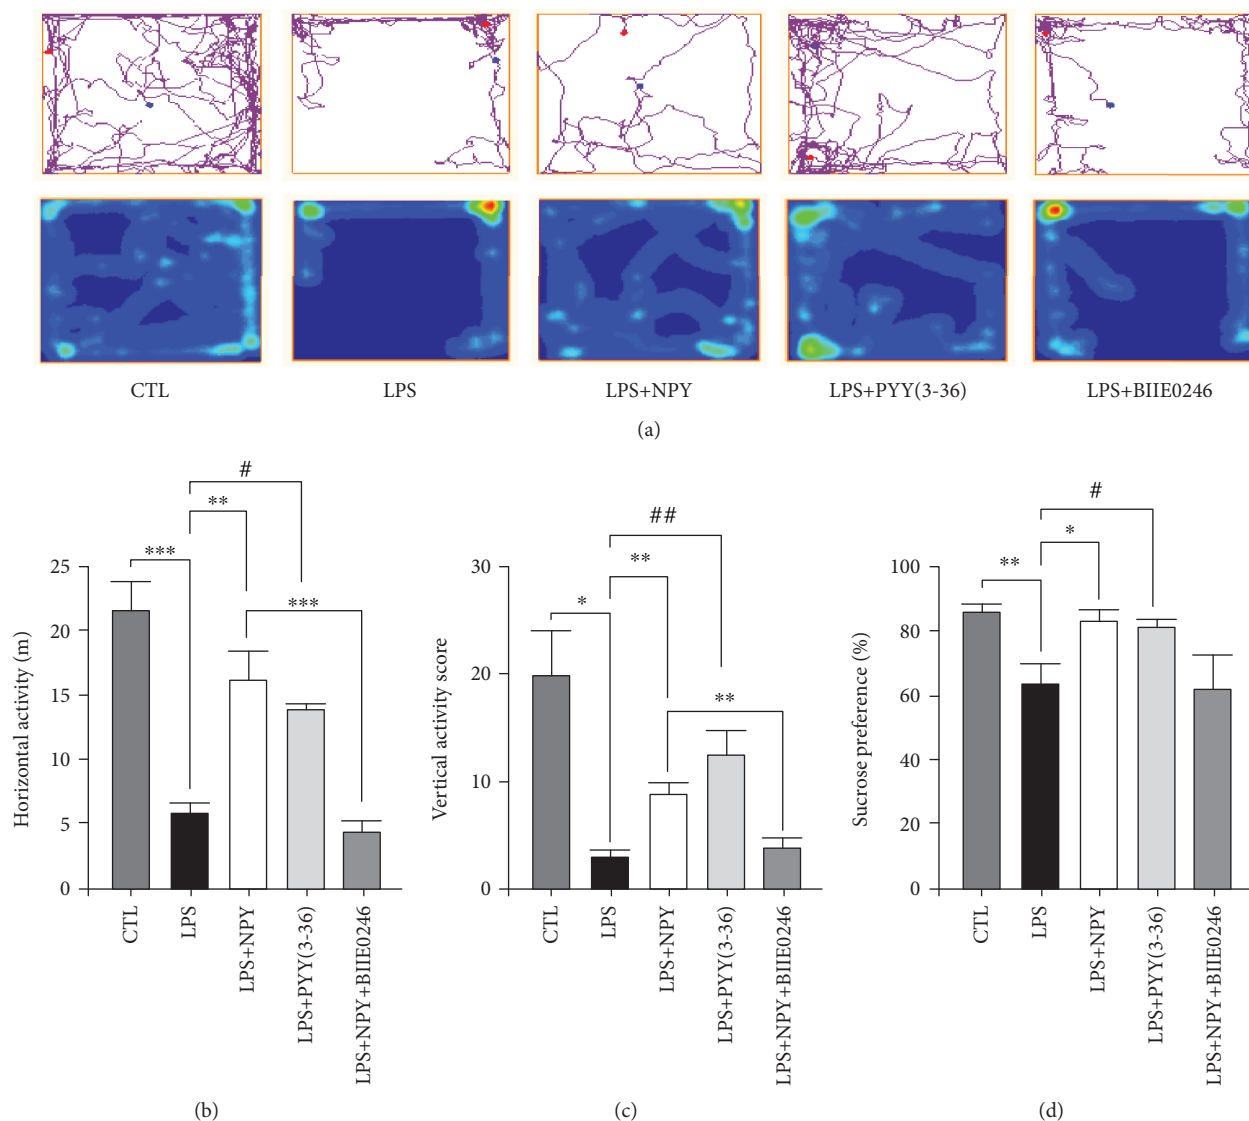 CTL
LPS
LPS+NPY
LPS+PYY(3-36)
LPS+BIIE0246
(a)
Horizontal activity (m)
25
20
15
10
5
0
***
**
#
***
CTL
LPS
LPS+NPY
LPS+PYY(3-36)
LPS+NPY+BIIE0246
(b)
Vertical activity score
30
20
10
0
*
**
##
**
CTL
LPS
LPS+NPY
LPS+PYY(3-36)
LPS+NPY+BIIE0246
(c)
Sucrose preference (%)
100
80
60
40
20
0
**
*
#
CTL
LPS
LPS+NPY
LPS+PYY(3-36)
LPS+NPY+BIIE0246
(d)